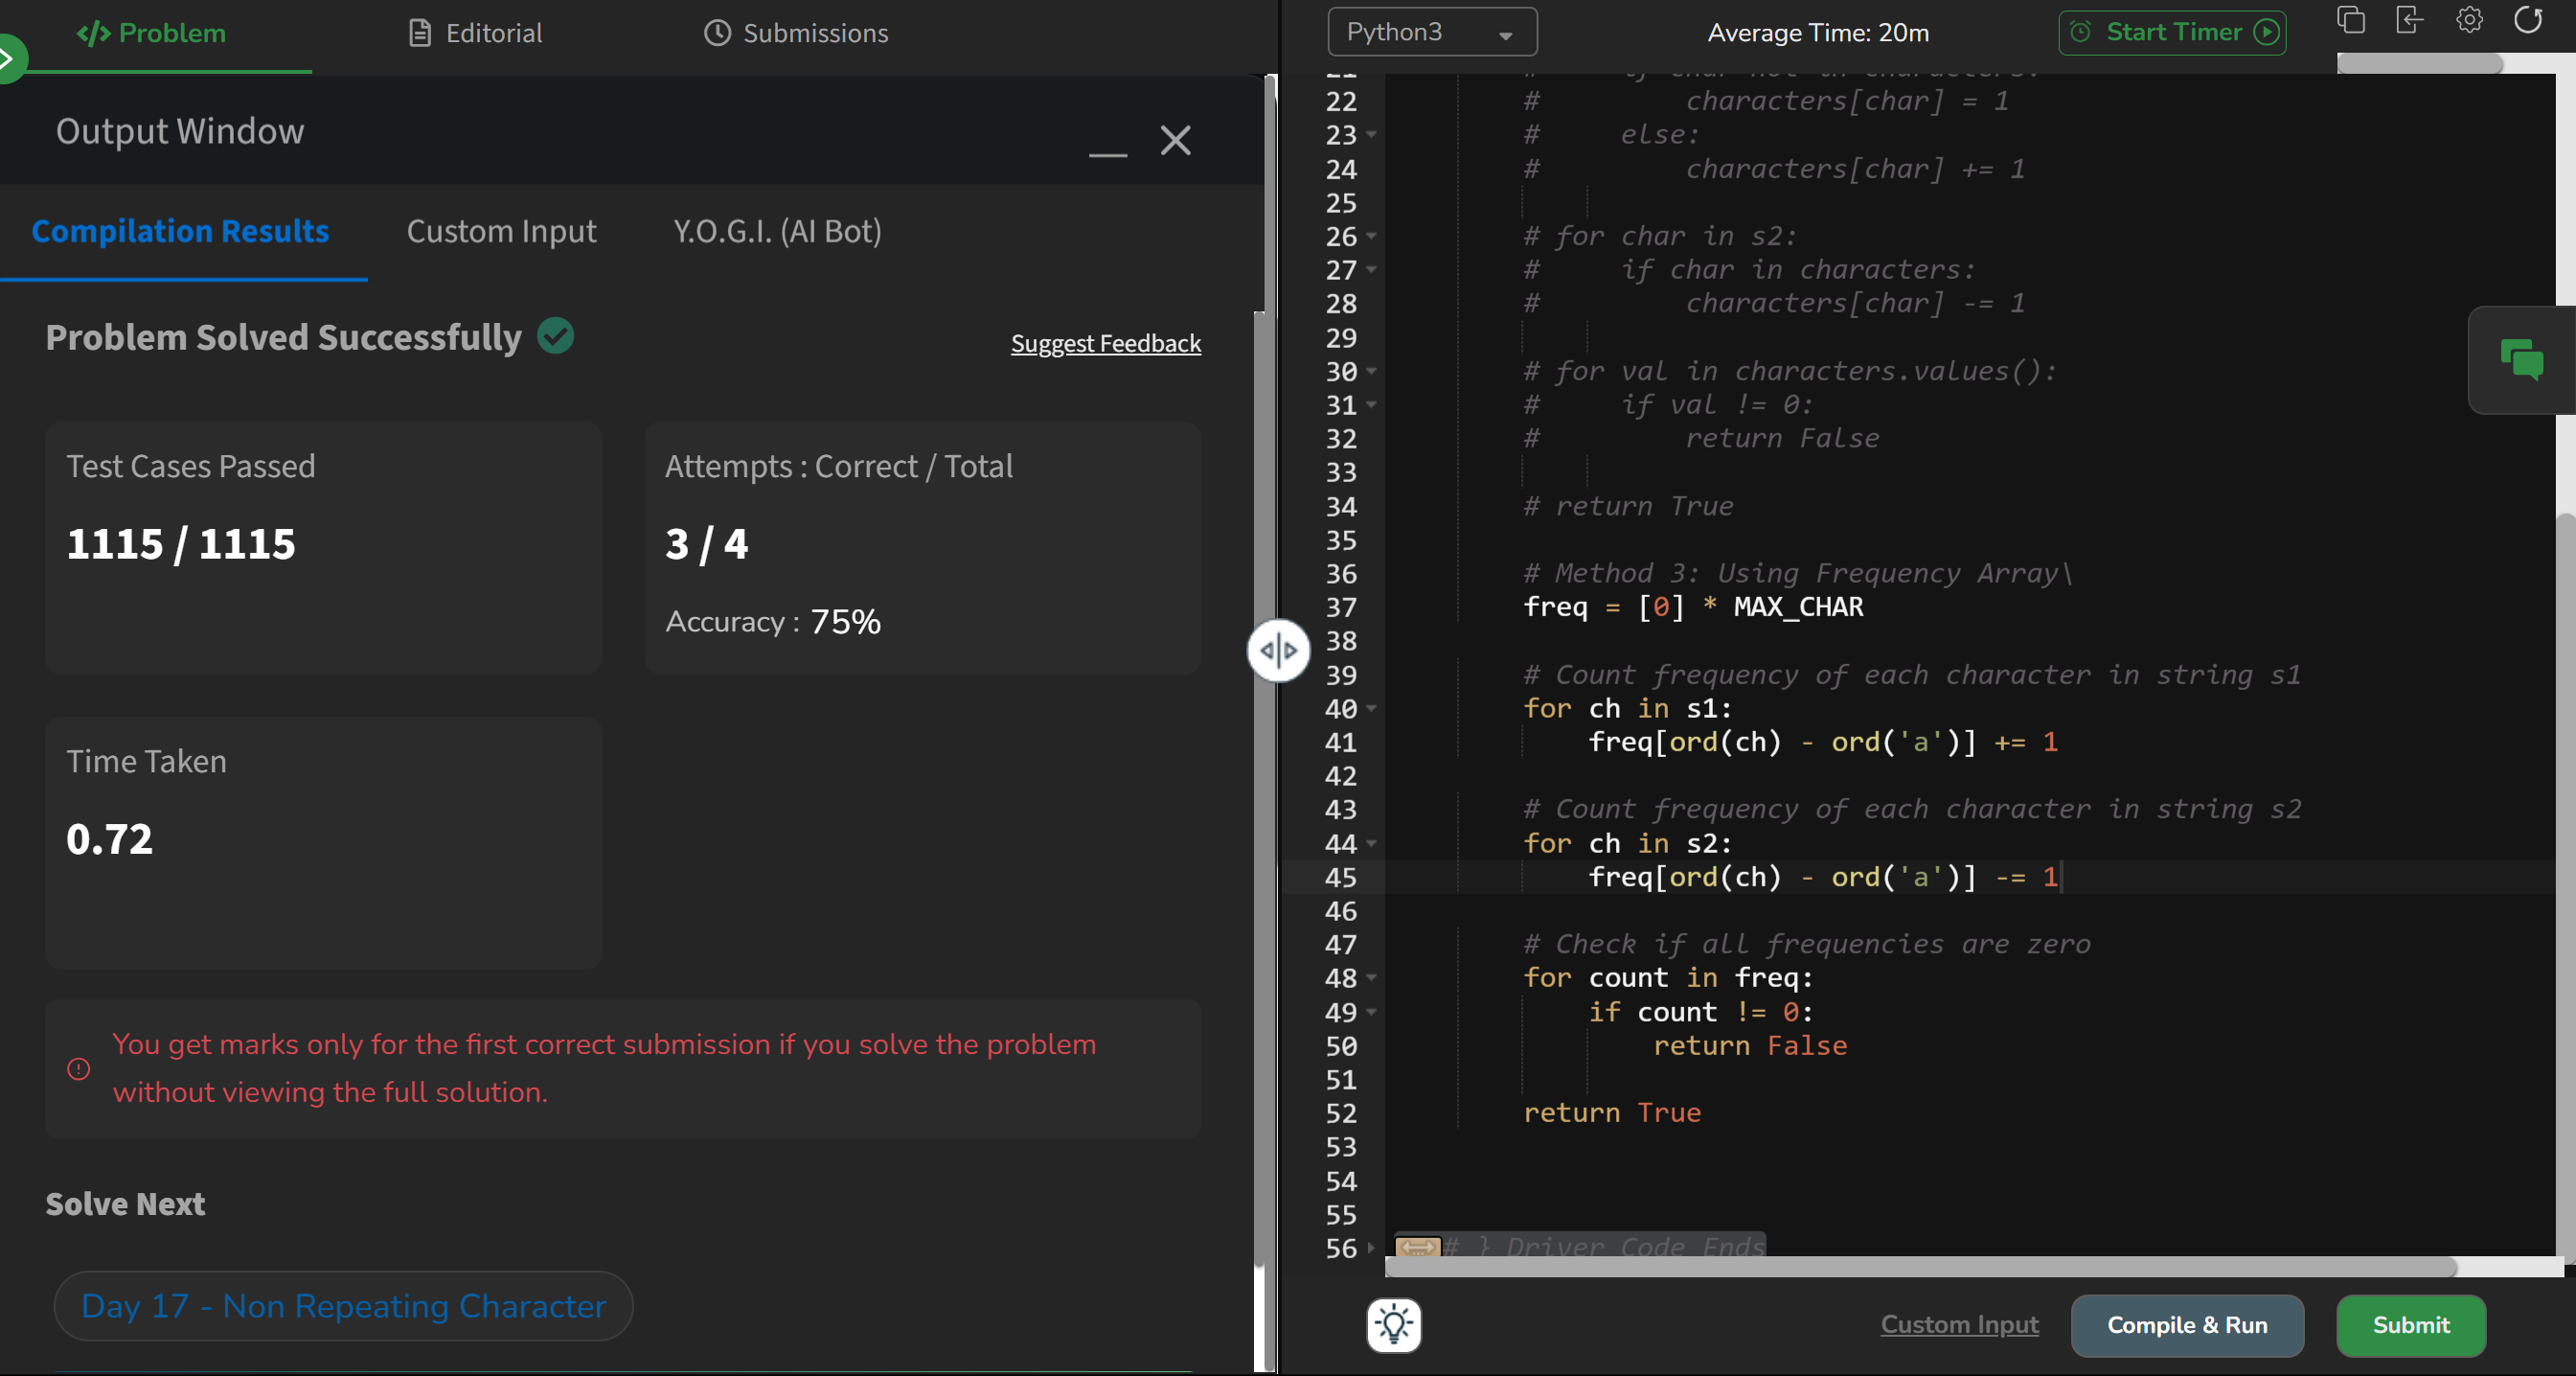 </> Problem
Editorial
Submissions
Output Window
Compilation Results
Custom Input
Y.O.G.I. (AI Bot)
Problem Solved Successfully
Suggest Feedback
Test Cases Passed
1115 / 1115
Attempts : Correct / Total
3 / 4
Accuracy : 75%
Time Taken
0.72
You get marks only for the first correct submission if you solve the problem
without viewing the full solution.
Solve Next
Day 17 - Non Repeating Character
Python3
Average Time: 20m
Start Timer
21 #     if char not in characters:
22 #         characters[char] = 1
23 #     else:
24 #         characters[char] += 1
25
26 # for char in s2:
27 #     if char in characters:
28 #         characters[char] -= 1
29
30 # for val in characters.values():
31 #     if val != 0:
32 #         return False
33
34 # return True
35
36 # Method 3: Using Frequency Array\
37 freq = [0] * MAX_CHAR
38
39 # Count frequency of each character in string s1
40 for ch in s1:
41     freq[ord(ch) - ord('a')] += 1
42
43 # Count frequency of each character in string s2
44 for ch in s2:
45     freq[ord(ch) - ord('a')] -= 1
46
47 # Check if all frequencies are zero
48 for count in freq:
49     if count != 0:
50         return False
51
52 return True
53
54
55
56 # } Driver Code Ends
Custom Input
Compile & Run
Submit